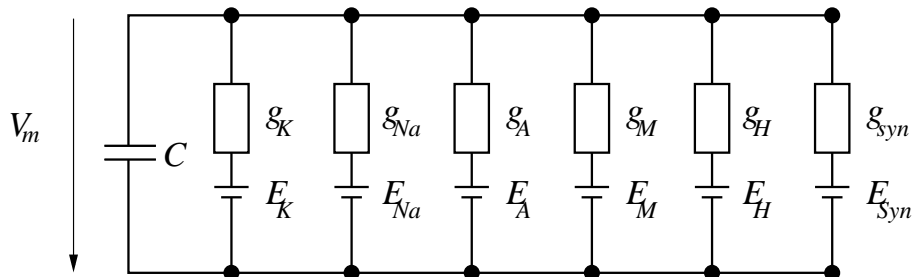 V_m
C
g_K
g_Na
g_A
g_M
g_H
g_syn
E_K
E_Na
E_A
E_M
E_H
E_Syn